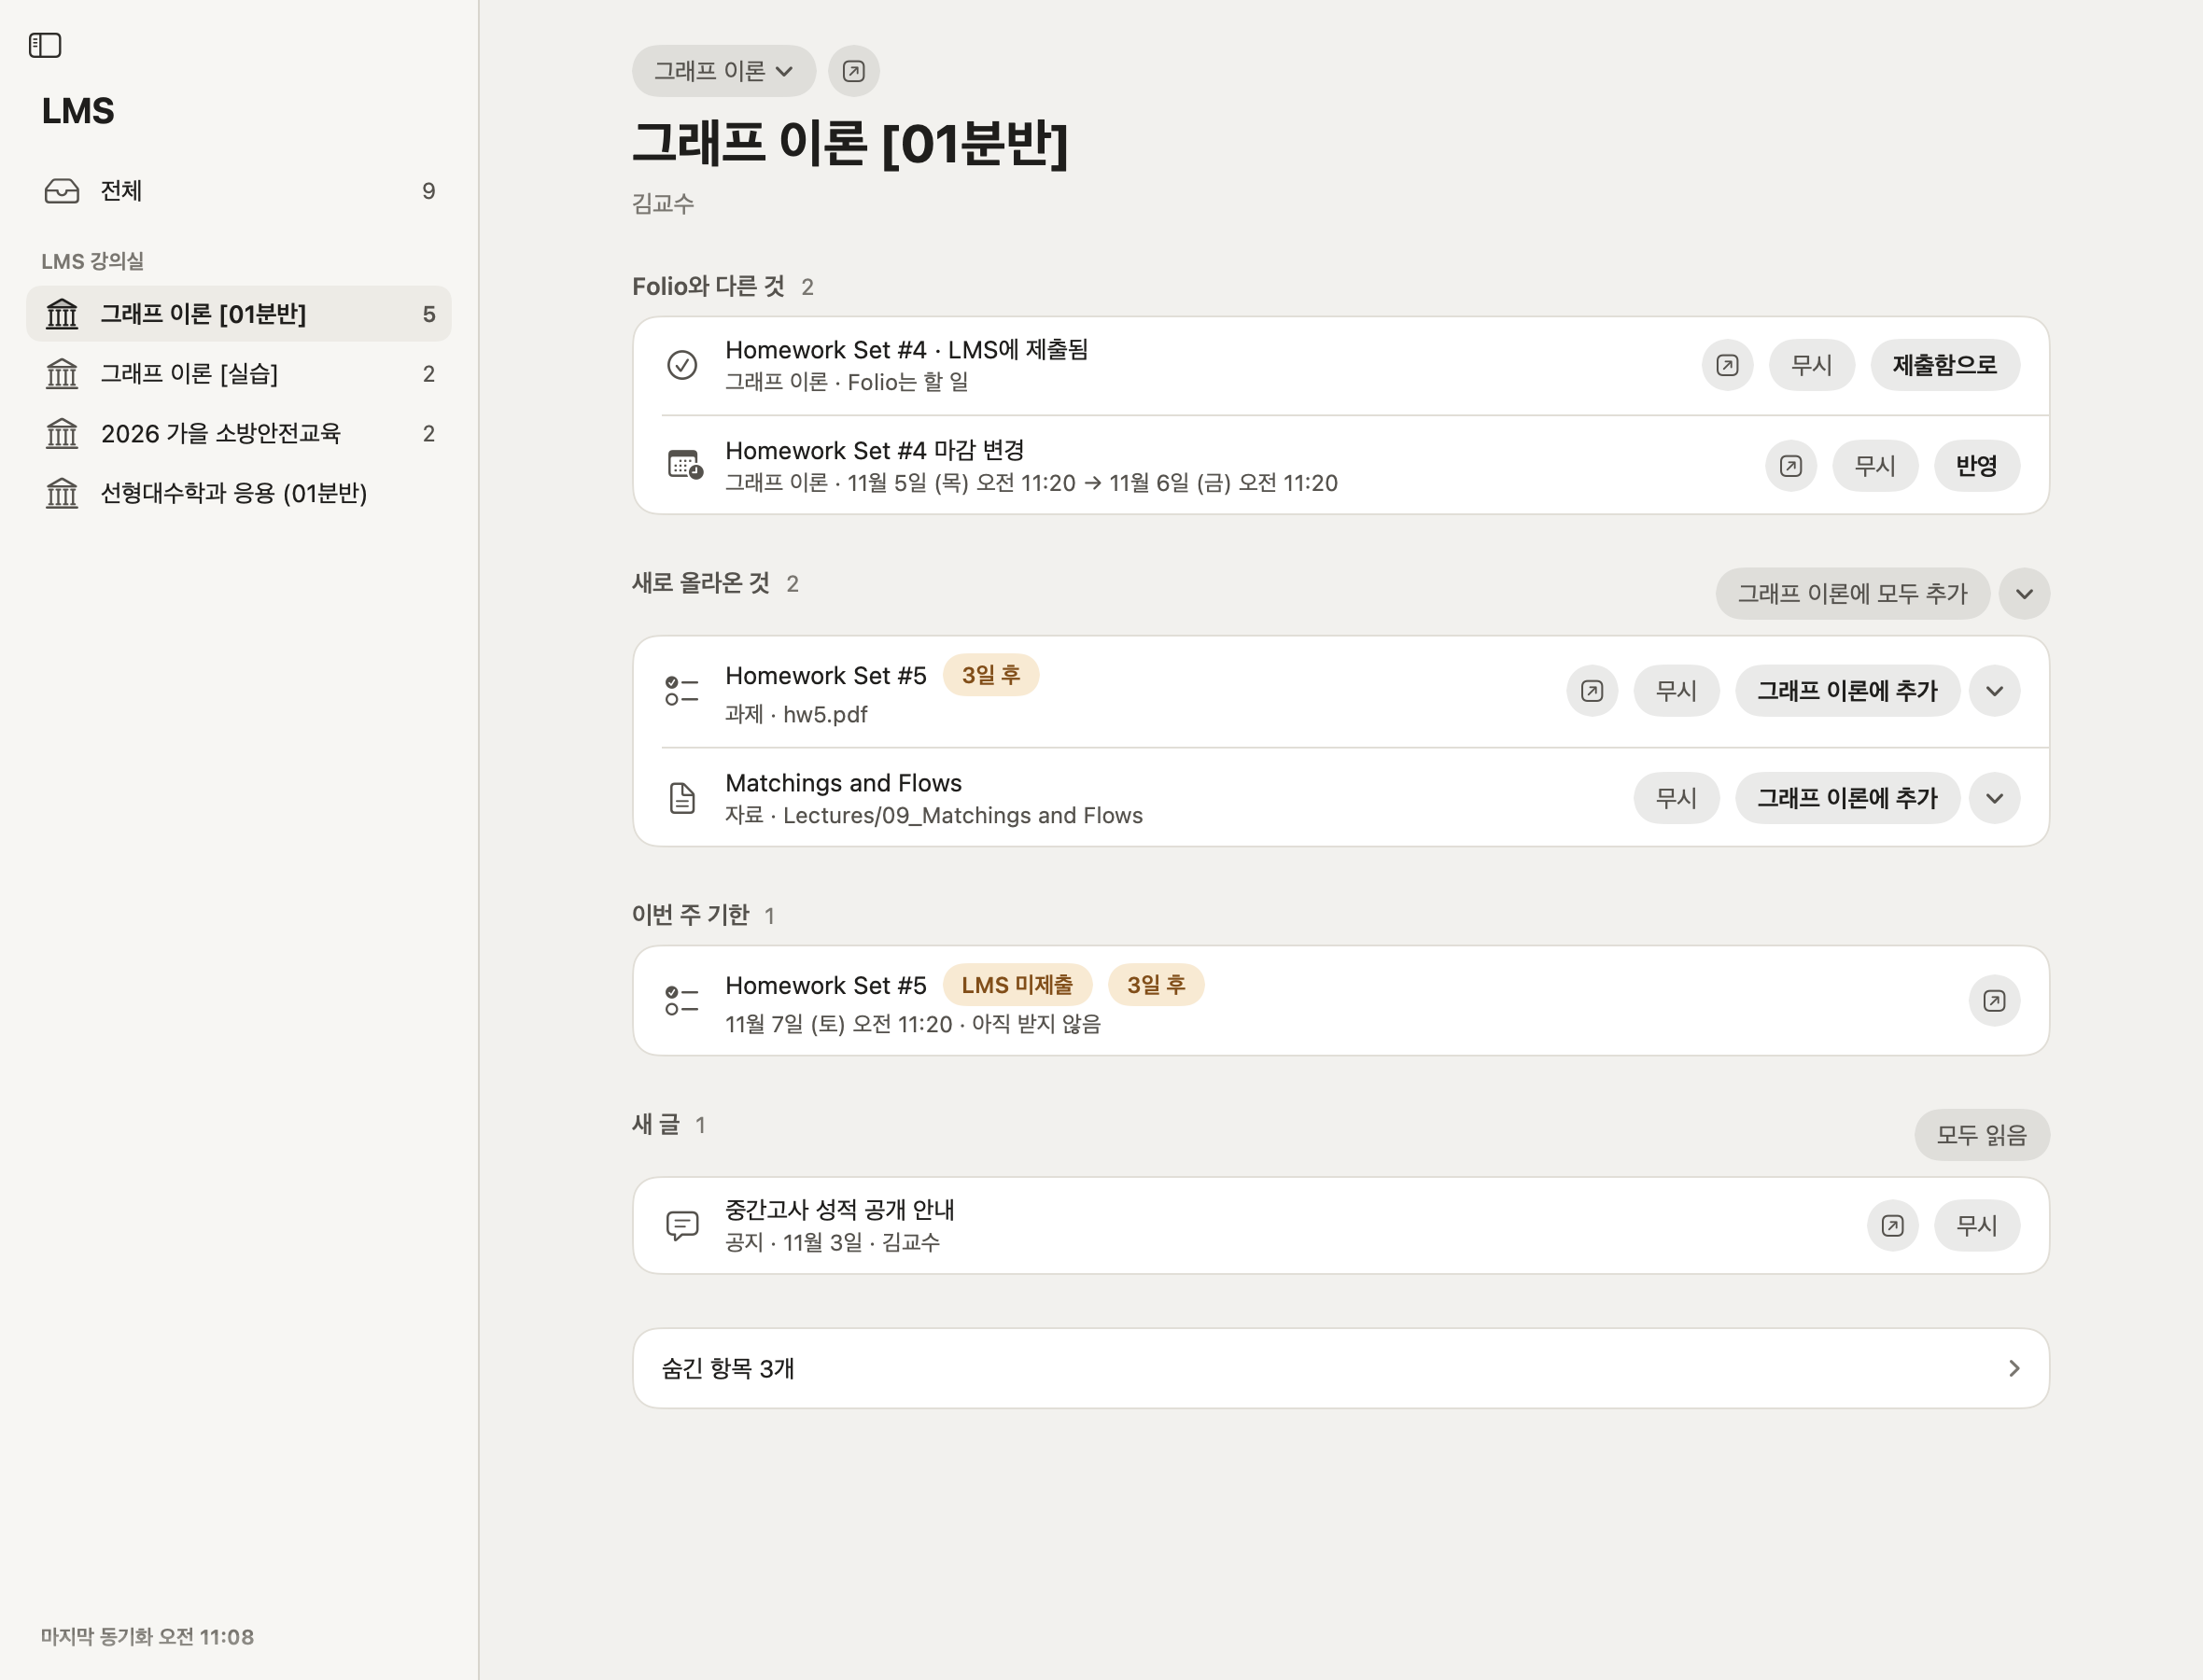 LMS
전체 9
LMS 강의실
그래프 이론 [01분반] 5
그래프 이론 [실습] 2
2026 가을 소방안전교육 2
선형대수학과 응용 (01분반)
마지막 동기화 오전 11:08
그래프 이론
그래프 이론 [01분반]
김교수
Folio와 다른 것 2
Homework Set #4 · LMS에 제출됨
그래프 이론 · Folio는 할 일
무시 제출함으로
Homework Set #4 마감 변경
그래프 이론 · 11월 5일 (목) 오전 11:20 → 11월 6일 (금) 오전 11:20
무시 반영
새로 올라온 것 2
그래프 이론에 모두 추가
Homework Set #5 3일 후
과제 · hw5.pdf
무시 그래프 이론에 추가
Matchings and Flows
자료 · Lectures/09_Matchings and Flows
무시 그래프 이론에 추가
이번 주 기한 1
Homework Set #5 LMS 미제출 3일 후
11월 7일 (토) 오전 11:20 · 아직 받지 않음
새 글 1
모두 읽음
중간고사 성적 공개 안내
공지 · 11월 3일 · 김교수
무시
숨긴 항목 3개